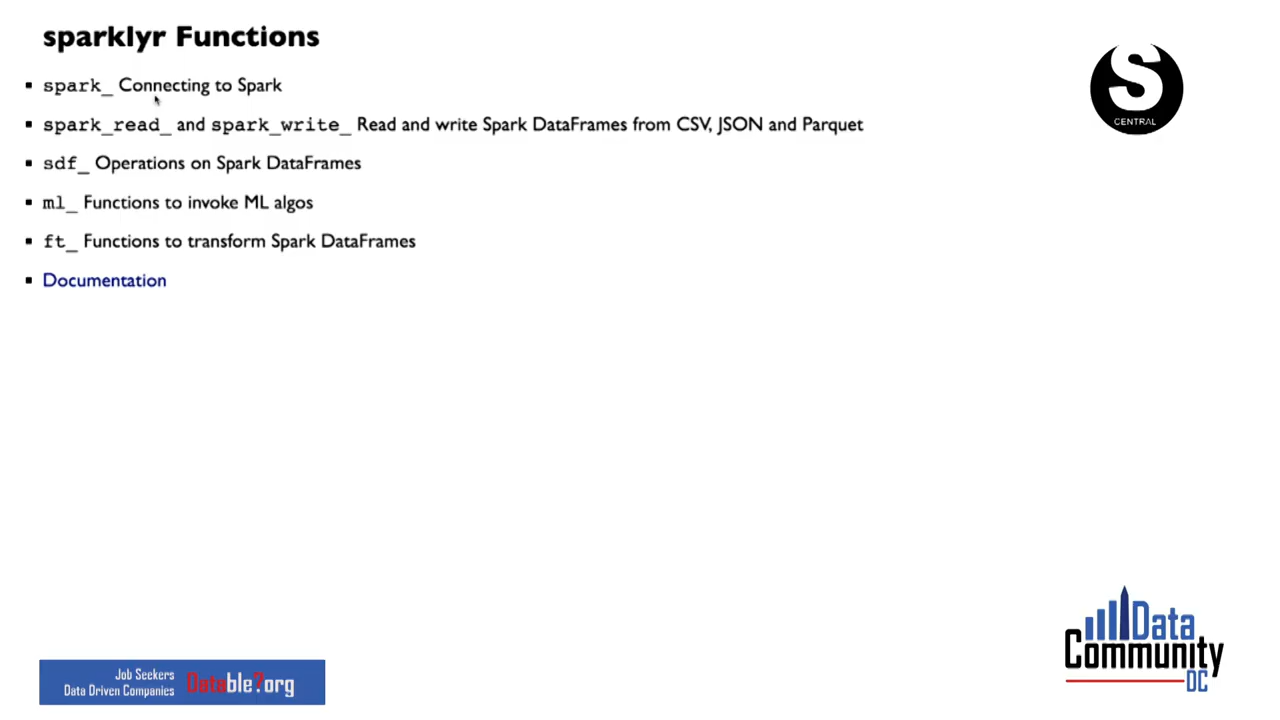 sparklyr Functions
spark_ Connecting to Spark
spark_read_ and spark_write_ Read and write Spark DataFrames from CSV, JSON and Parquet
sdf_ Operations on Spark DataFrames
ml_ Functions to invoke ML algos
ft_ Functions to transform Spark DataFrames
Documentation
S
CENTRAL
Job Seekers
Data Driven Companies
Datable?org
Data
Community
DC